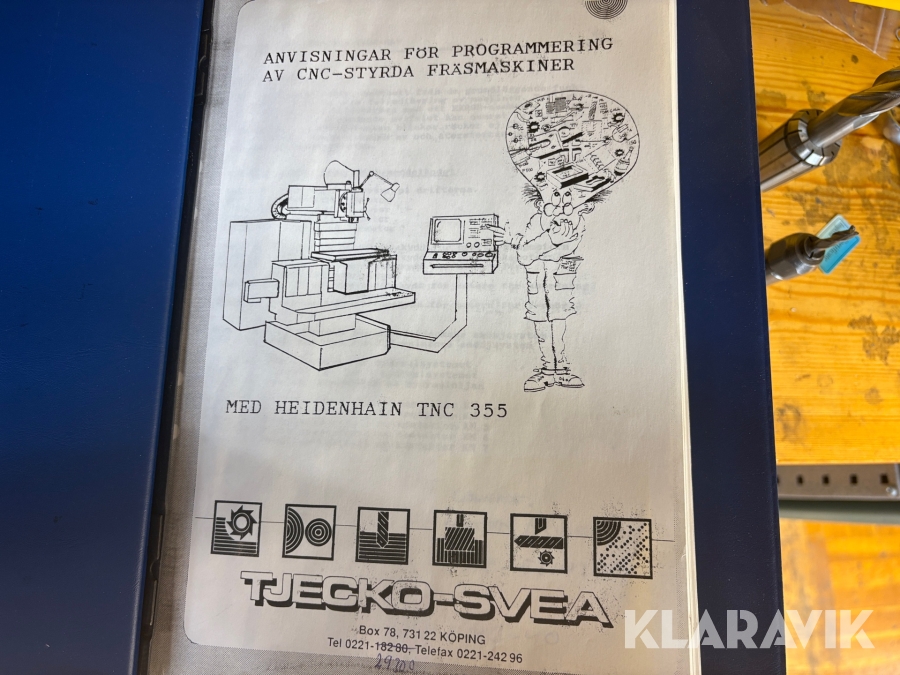 ANVISNINGAR FÖR PROGRAMMERING
AV CNC-STYRDA FRÄSMASKINER
MED HEIDENHAIN TNC 355
TJECKO-SVEA
Box 78, 731 22 KÖPING
Tel 0221-182 80, Telefax 0221-242 96
KLARAVIK